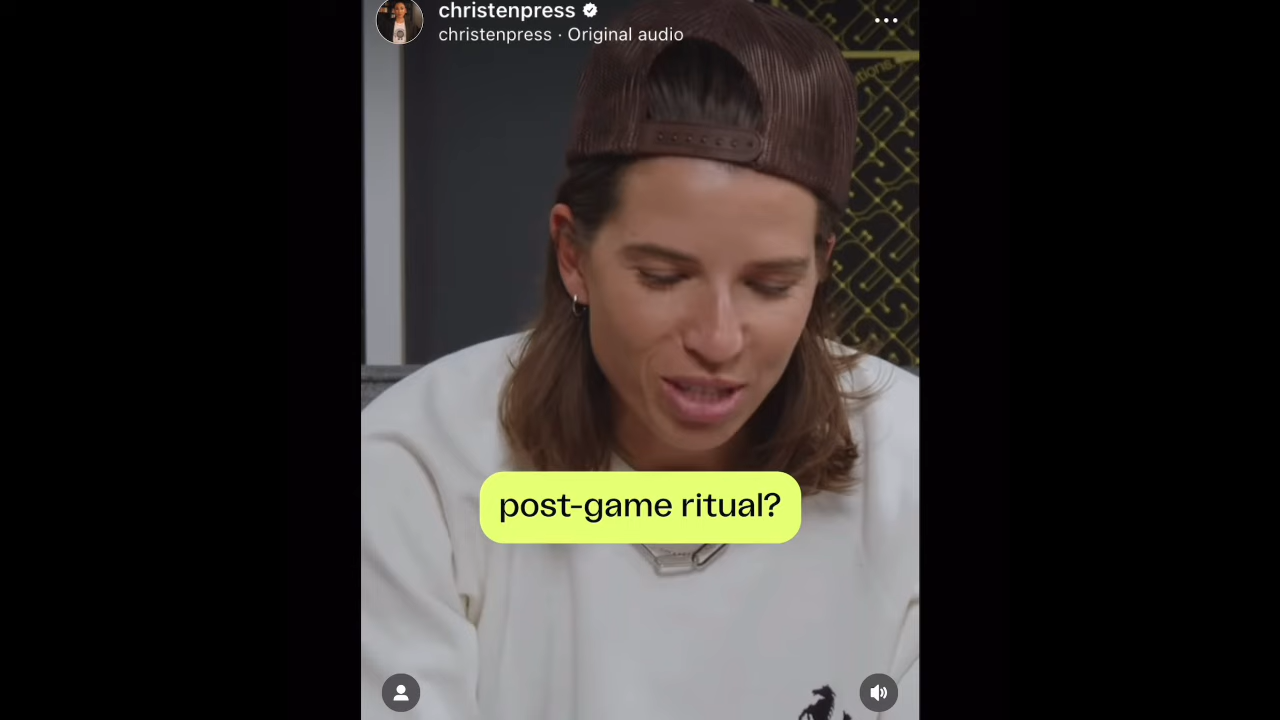 christenpress
christenpress · Original audio
post-game ritual?